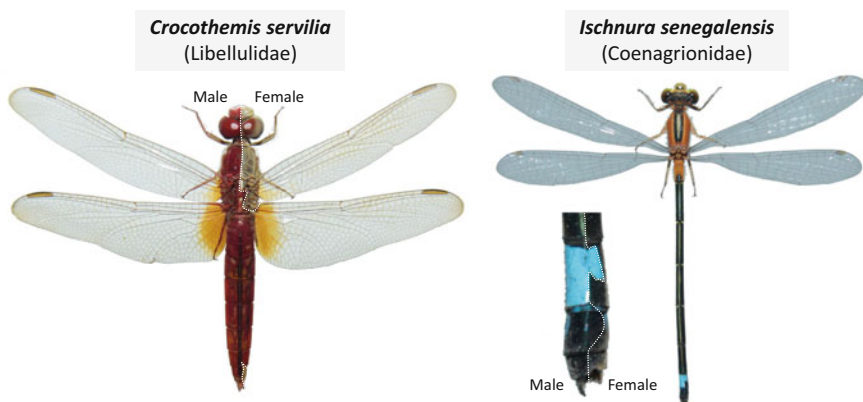 Crocothemis servilia
(Libellulidae)
Male Female
Ischnura senegalensis
(Coenagrionidae)
Male Female